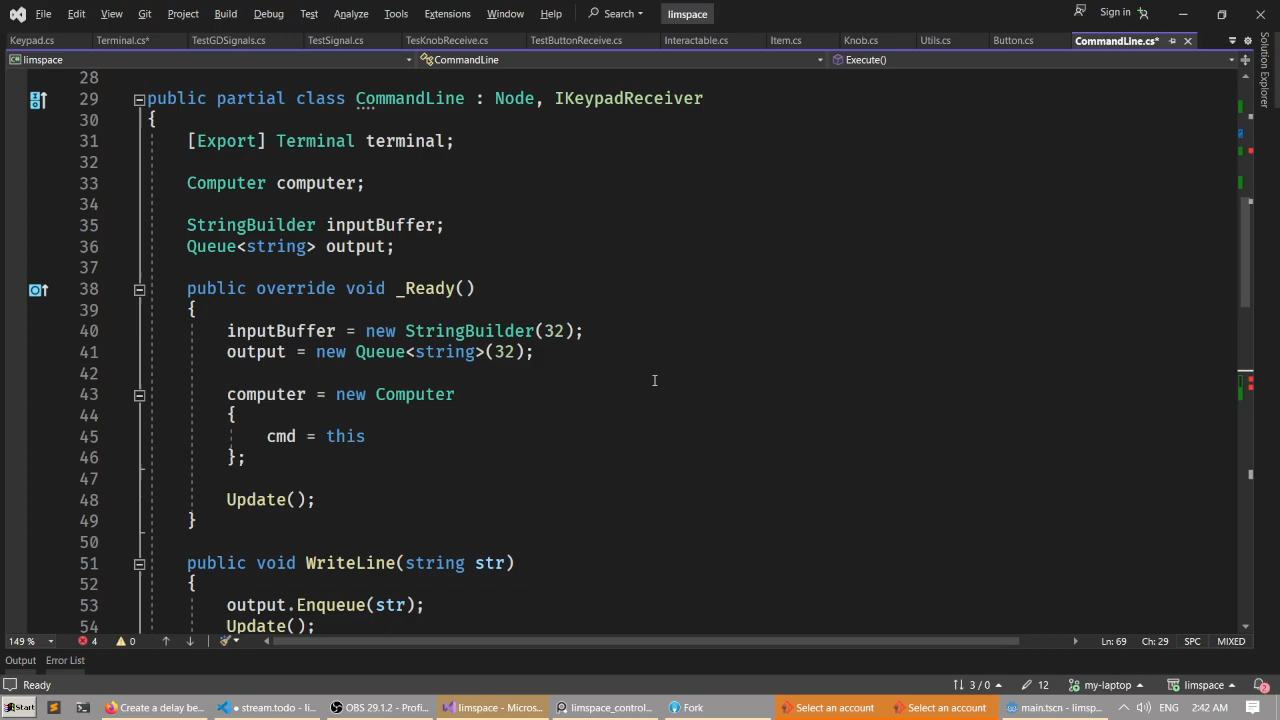 File Edit View Git Project Build Debug Test Analyze Tools Extensions Window Help Search limspace Sign in
Keypad.cs Terminal.cs* TestGDSignals.cs TestSignal.cs TesKnobReceive.cs TestButtonReceive.cs Interactable.cs Item.cs Knob.cs Utils.cs Button.cs CommandLine.cs*
Solution Explorer
limspace CommandLine Execute()
28
29 public partial class CommandLine : Node, IKeypadReceiver
30 {
31 [Export] Terminal terminal;
32
33 Computer computer;
34
35 StringBuilder inputBuffer;
36 Queue<string> output;
37
38 public override void _Ready()
39 {
40 inputBuffer = new StringBuilder(32);
41 output = new Queue<string>(32);
42
43 computer = new Computer
44 {
45 cmd = this
46 };
47
48 Update();
49 }
50
51 public void WriteLine(string str)
52 {
53 output.Enqueue(str);
54 Update();
149 % 4 0 Ln: 69 Ch: 29 SPC MIXED
Output Error List
Ready 3 / 0 12 my-laptop limspace 2
Start Create a delay be... stream.todo - li... OBS 29.1.2 - Profi... limspace - Micros... limspace_control... Fork Select an account Select an account main.tscn - limsp... ENG 2:42 AM